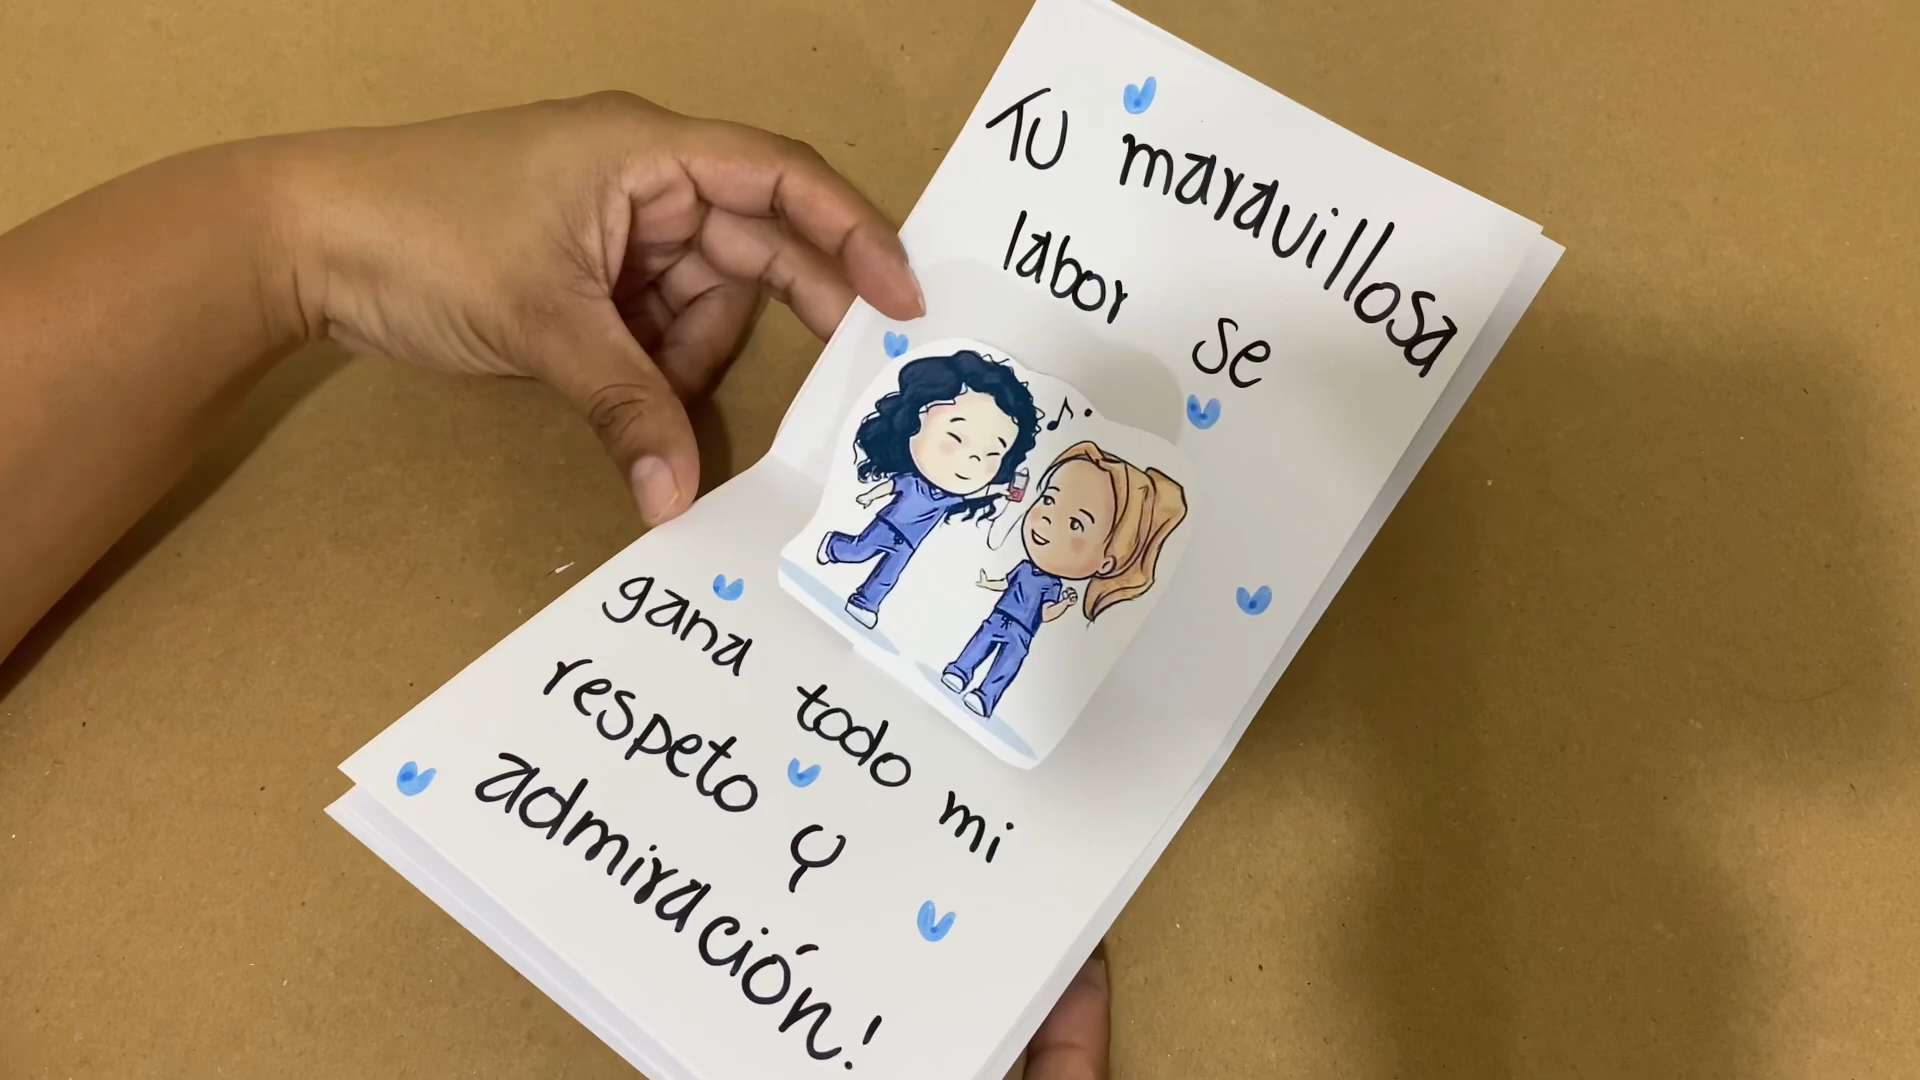 Tu maravillosa
labor se
gana todo mi
respeto y
admiración!